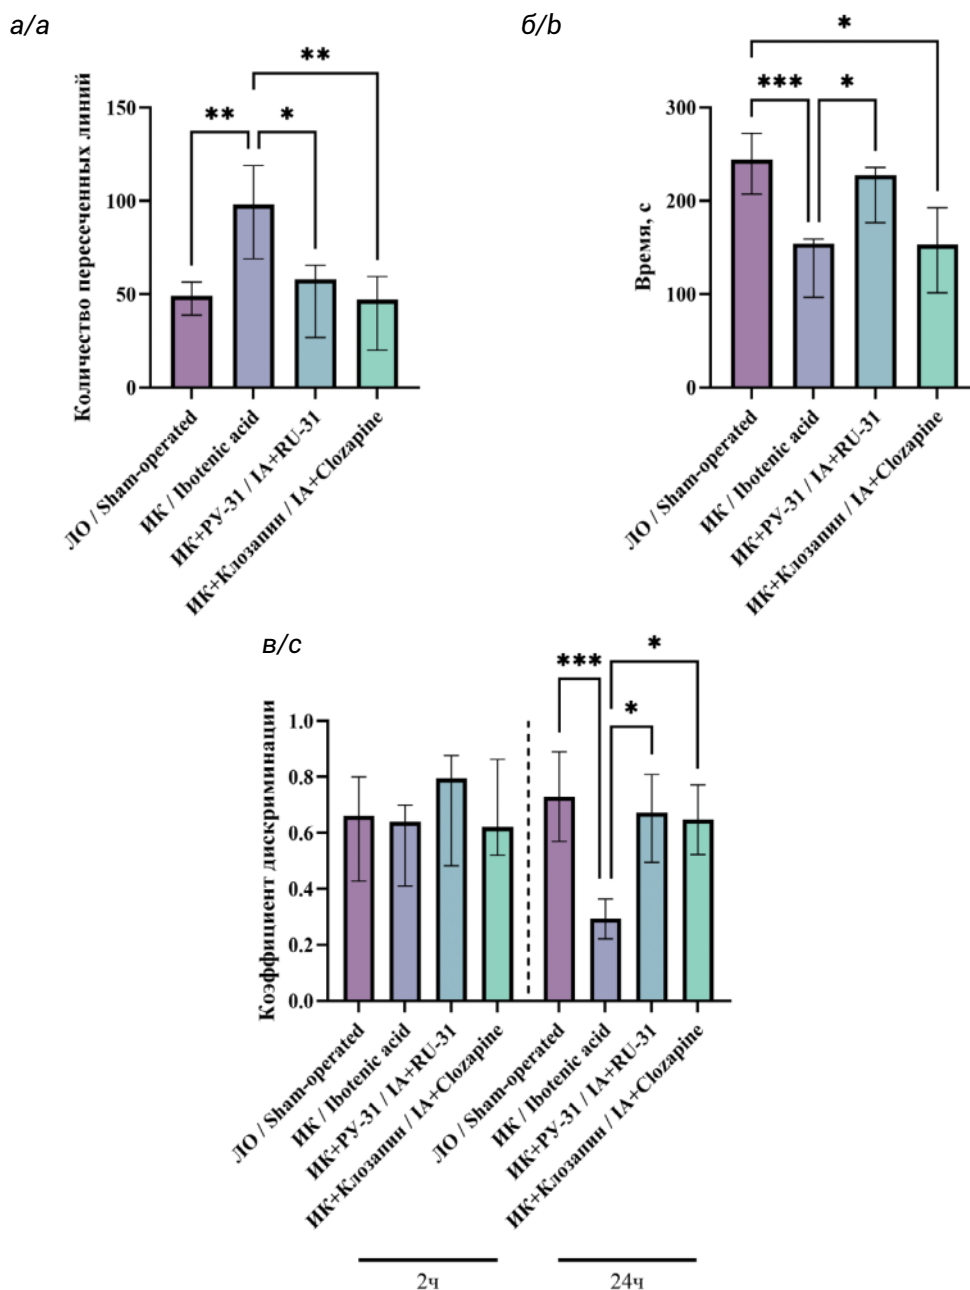 а/a
Количество пересеченных линий
150
100
50
0
**
*
**
ЛО / Sham-operated
ИК / Ibotenic acid
ИК+РУ-31 / IA+RU-31
ИК+Клозапин / IA+Clozapine
б/b
Время, с
300
200
100
0
*
***
*
ЛО / Sham-operated
ИК / Ibotenic acid
ИК+РУ-31 / IA+RU-31
ИК+Клозапин / IA+Clozapine
в/c
Коэффициент дискриминации
1.0
0.8
0.6
0.4
0.2
0.0
***
*
*
ЛО / Sham-operated
ИК / Ibotenic acid
ИК+РУ-31 / IA+RU-31
ИК+Клозапин / IA+Clozapine
ЛО / Sham-operated
ИК / Ibotenic acid
ИК+РУ-31 / IA+RU-31
ИК+Клозапин / IA+Clozapine
2ч
24ч